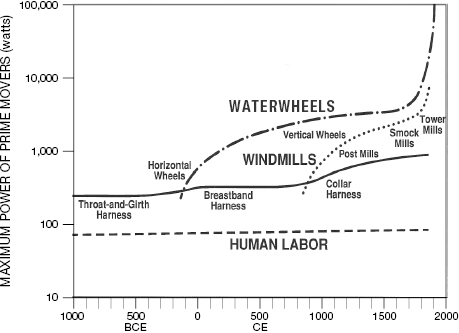 MAXIMUM POWER OF PRIME MOVERS (watts)
100,000
10,000
1,000
100
10
WATERWHEELS
Vertical Wheels
Tower
Mills
Smock
Mills
WINDMILLS
Post Mills
Horizontal
Wheels
Throat-and-Girth
Harness
Breastband
Harness
Collar
Harness
HUMAN LABOR
1000 500 0 500 1000 1500 2000
BCE CE